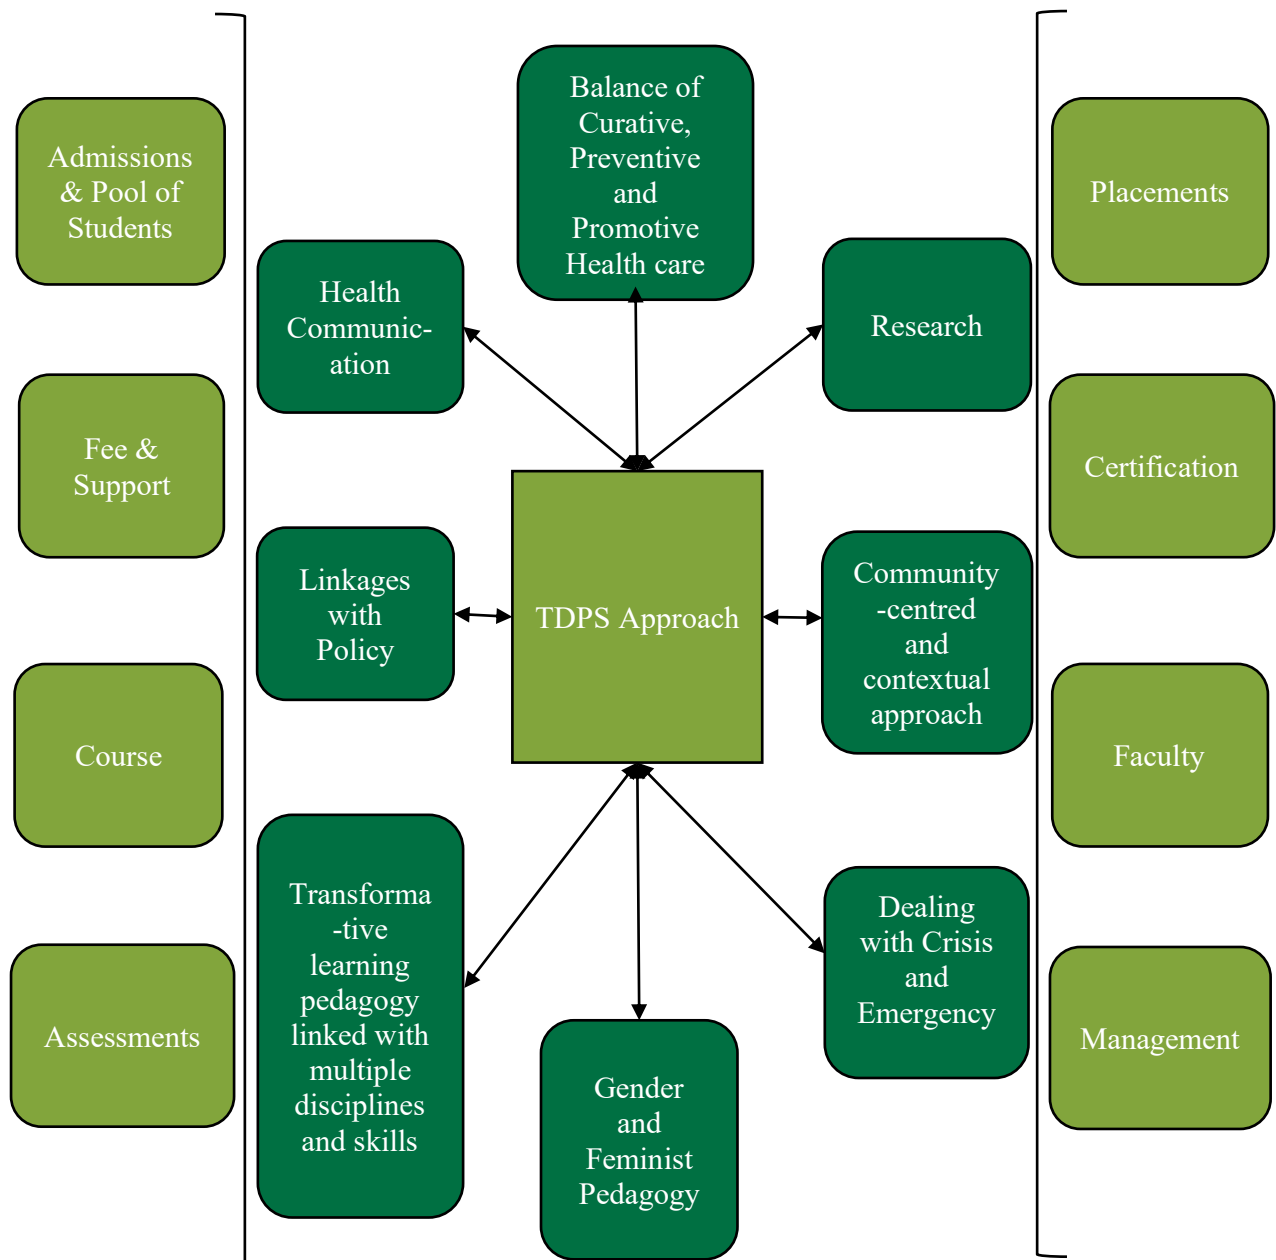 Admissions
& Pool of
Students
Fee &
Support
Course
Assessments
Health
Communic-
ation
Linkages
with
Policy
Transforma
-tive
learning
pedagogy
linked with
multiple
disciplines
and skills
Balance of
Curative,
Preventive
and
Promotive
Health care
TDPS Approach
Gender
and
Feminist
Pedagogy
Research
Community
-centred
and
contextual
approach
Dealing
with Crisis
and
Emergency
Placements
Certification
Faculty
Management